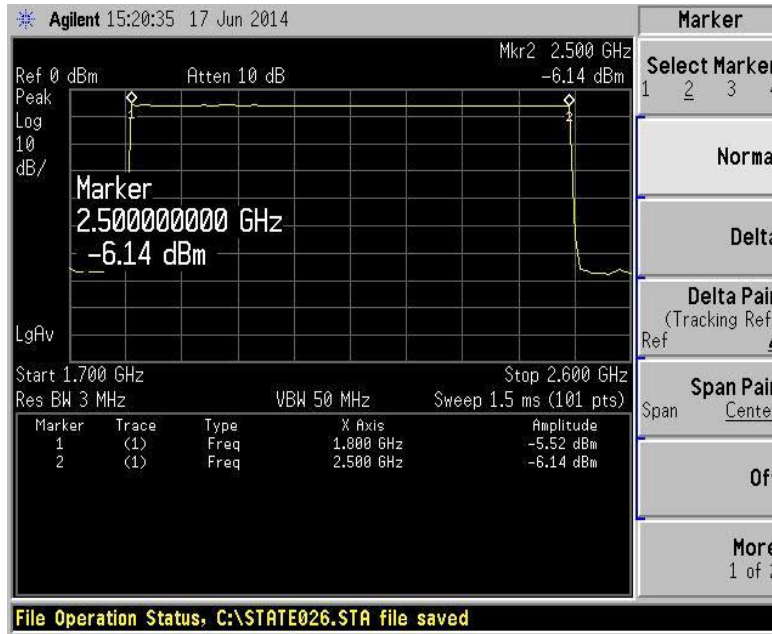 Agilent 15:20:35 17 Jun 2014
Marker
Mkr2 2.500 GHz
Ref 0 dBm Atten 10 dB -6.14 dBm
Peak
Log
10
dB/
1
2
Marker
2.500000000 GHz
-6.14 dBm
LgAv
Start 1.700 GHz Stop 2.600 GHz
Res BW 3 MHz VBW 50 MHz Sweep 1.5 ms (101 pts)
Marker Trace Type X Axis Amplitude
1 (1) Freq 1.800 GHz -5.52 dBm
2 (1) Freq 2.500 GHz -6.14 dBm
File Operation Status, C:\STATE026.STA file saved
Select Marker
1 2 3
Norma
Delta
Delta Pair
(Tracking Ref
Ref
Span Pair
Span Cente
Of
More
1 of